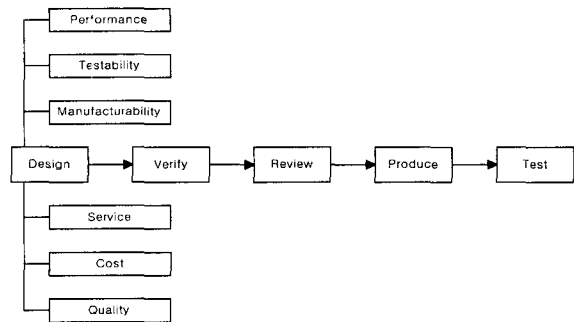 Performance
Testability
Manufacturability
Design
Verify
Review
Produce
Test
Service
Cost
Quality